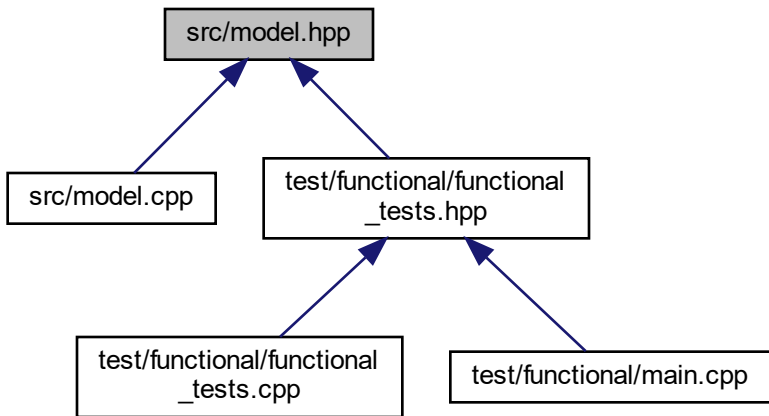 src/model.hpp
src/model.cpp
test/functional/functional
_tests.hpp
test/functional/functional
_tests.cpp
test/functional/main.cpp